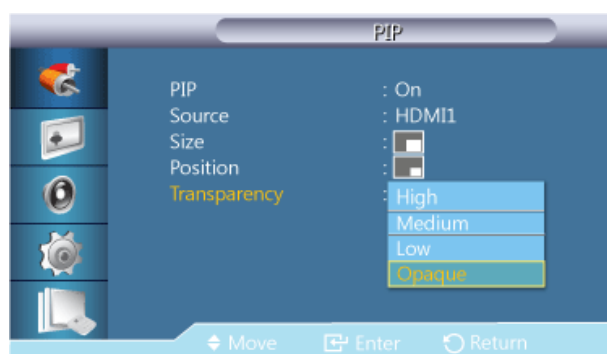 PIP
PIP : On
Source : HDMI1
Size :
Position :
Transparency : High
Medium
Low
Opaque
Move Enter Return